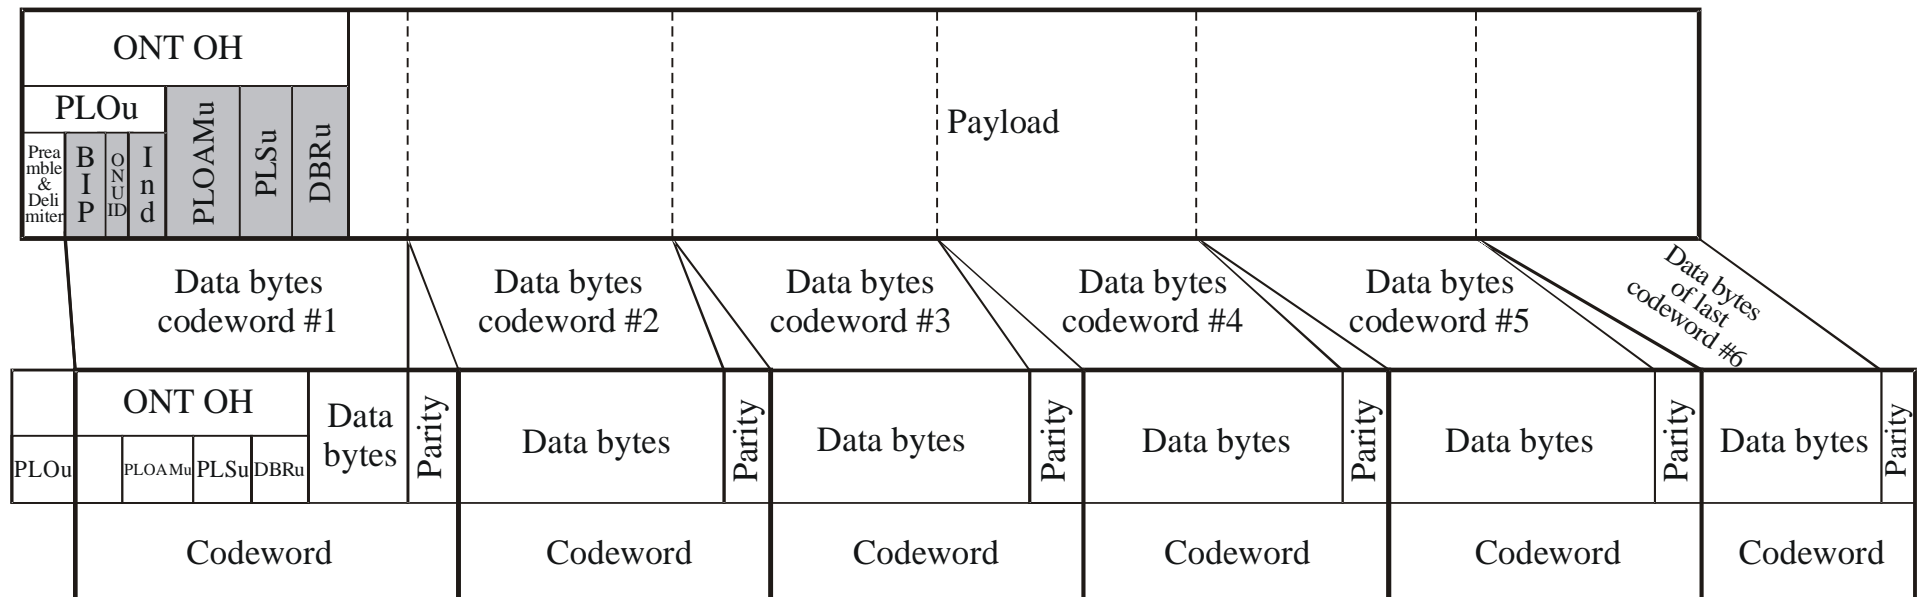 ONT OH
PLOu
Prea
mble
&
Deli
miter
B
I
P
O
N
U
ID
I
n
d
PLOAMu
PLSu
DBRu
Payload
Data bytes
codeword #1
Data bytes
codeword #2
Data bytes
codeword #3
Data bytes
codeword #4
Data bytes
codeword #5
Data bytes
of last
codeword #6
ONT OH
PLOu
PLOAMu
PLSu
DBRu
Data
bytes
Parity
Data bytes
Parity
Data bytes
Parity
Data bytes
Parity
Data bytes
Parity
Data bytes
Parity
Codeword
Codeword
Codeword
Codeword
Codeword
Codeword